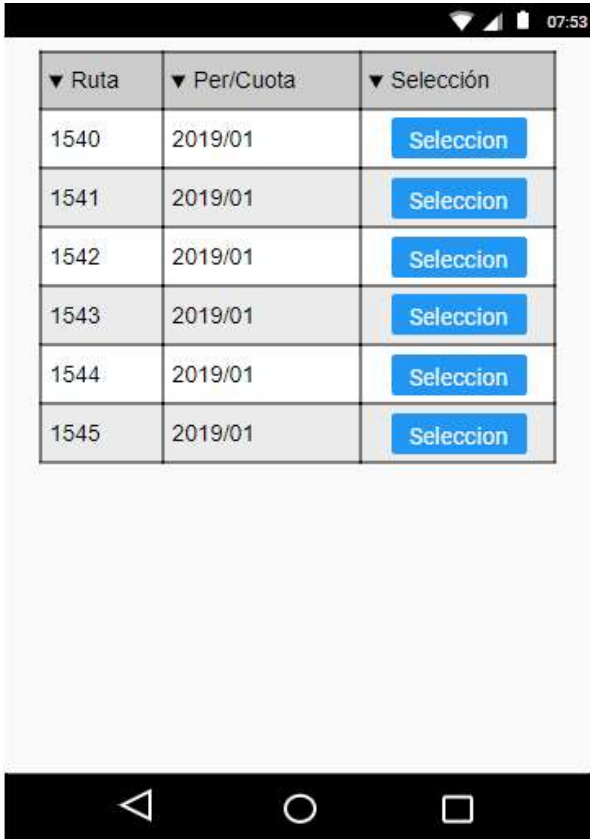 07:53
▼ Ruta ▼ Per/Cuota ▼ Selección
1540 2019/01 Seleccion
1541 2019/01 Seleccion
1542 2019/01 Seleccion
1543 2019/01 Seleccion
1544 2019/01 Seleccion
1545 2019/01 Seleccion